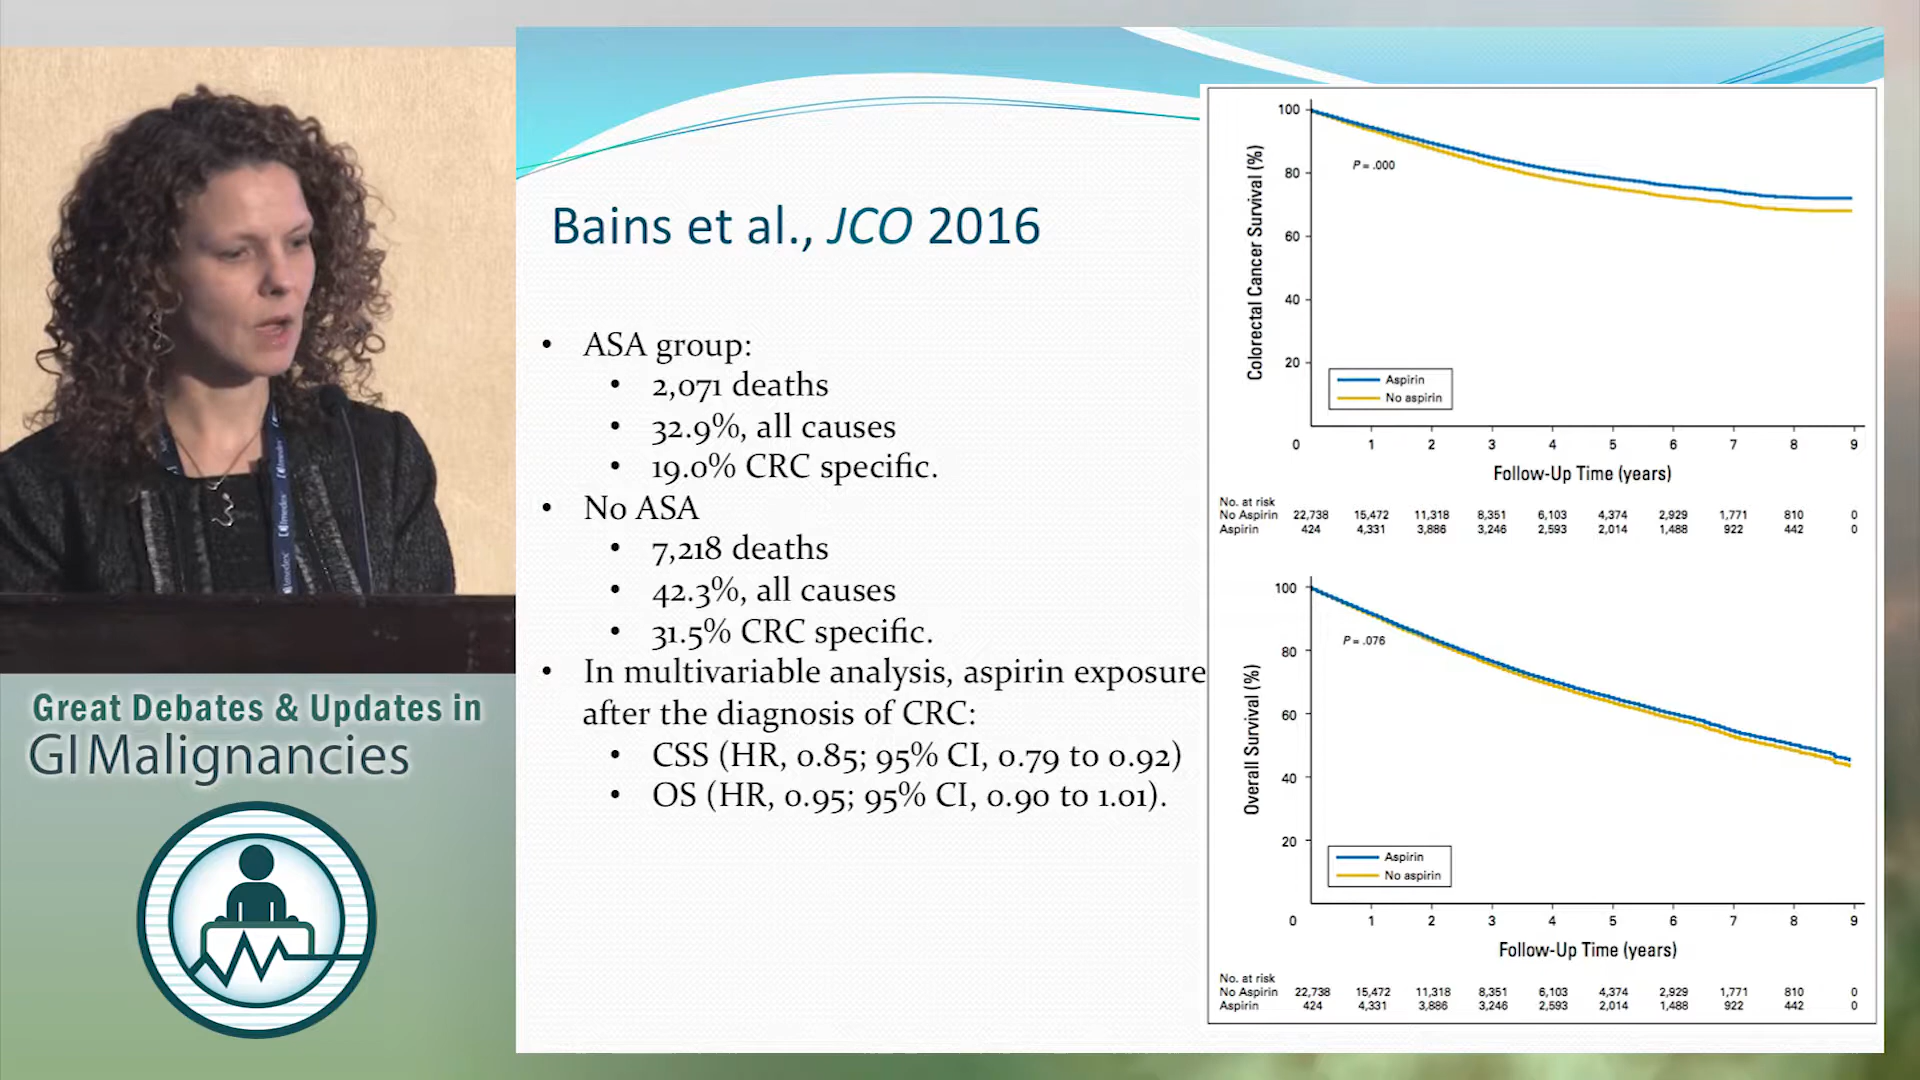 Bains et al., JCO 2016
• ASA group:
• 2,071 deaths
• 32.9%, all causes
• 19.0% CRC specific.
• No ASA
• 7,218 deaths
• 42.3%, all causes
• 31.5% CRC specific.
• In multivariable analysis, aspirin exposure
after the diagnosis of CRC:
• CSS (HR, 0.85; 95% CI, 0.79 to 0.92)
• OS (HR, 0.95; 95% CI, 0.90 to 1.01).
Colorectal Cancer Survival (%)
100
80
60
40
20
P = .000
Aspirin
No aspirin
0 1 2 3 4 5 6 7 8 9
Follow-Up Time (years)
No. at risk
No Aspirin 22,738 15,472 11,318 8,351 6,103 4,374 2,929 1,771 810 0
Aspirin 424 4,331 3,886 3,246 2,593 2,014 1,488 922 442 0
Overall Survival (%)
100
80
60
40
20
P = .076
Aspirin
No aspirin
0 1 2 3 4 5 6 7 8 9
Follow-Up Time (years)
No. at risk
No Aspirin 22,738 15,472 11,318 8,351 6,103 4,374 2,929 1,771 810 0
Aspirin 424 4,331 3,886 3,246 2,593 2,014 1,488 922 442 0
Imedex
Imedex
Great Debates & Updates in
GI Malignancies